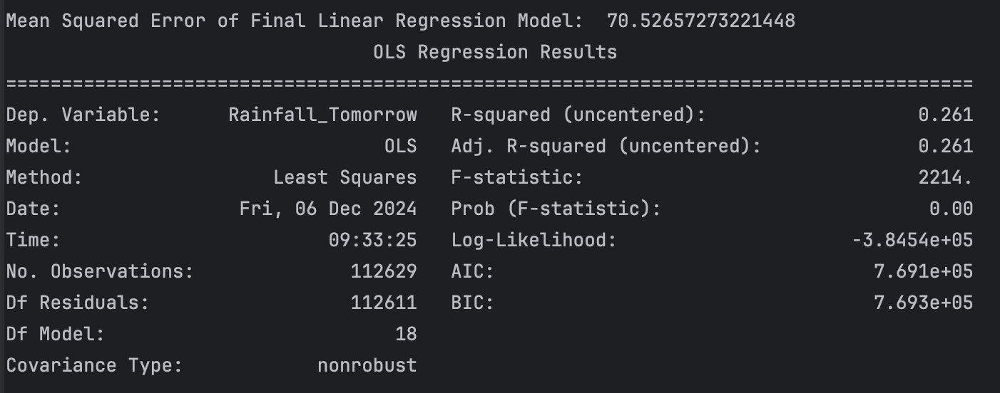 Mean Squared Error of Final Linear Regression Model:  70.52657273221448
                                 OLS Regression Results
=======================================================================================
Dep. Variable:      Rainfall_Tomorrow   R-squared (uncentered):                   0.261
Model:                            OLS   Adj. R-squared (uncentered):              0.261
Method:                 Least Squares   F-statistic:                              2214.
Date:                Fri, 06 Dec 2024   Prob (F-statistic):                        0.00
Time:                        09:33:25   Log-Likelihood:                     -3.8454e+05
No. Observations:              112629   AIC:                                  7.691e+05
Df Residuals:                  112611   BIC:                                  7.693e+05
Df Model:                          18
Covariance Type:            nonrobust